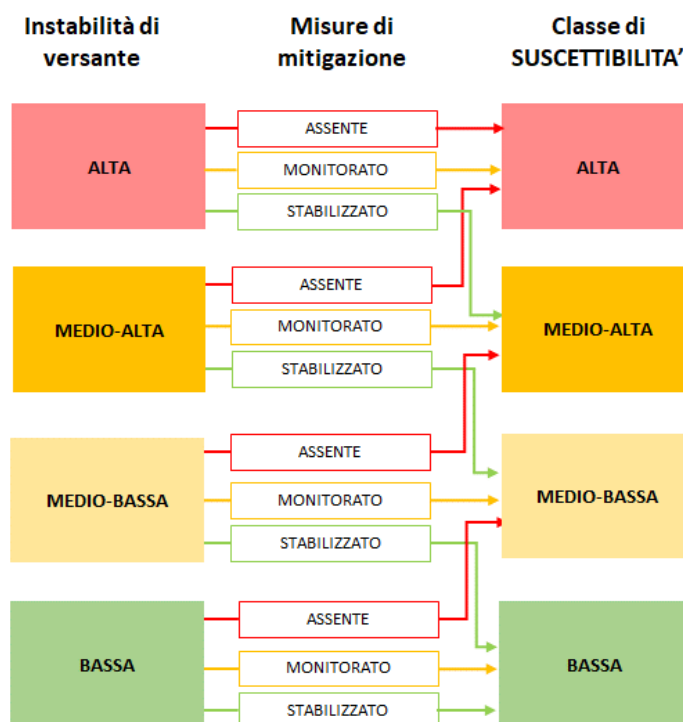 Instabilità di
versante
Misure di
mitigazione
Classe di
SUSCETTIBILITA'
ALTA
ASSENTE
MONITORATO
STABILIZZATO
ALTA
MEDIO-ALTA
ASSENTE
MONITORATO
STABILIZZATO
MEDIO-ALTA
MEDIO-BASSA
ASSENTE
MONITORATO
STABILIZZATO
MEDIO-BASSA
BASSA
ASSENTE
MONITORATO
STABILIZZATO
BASSA